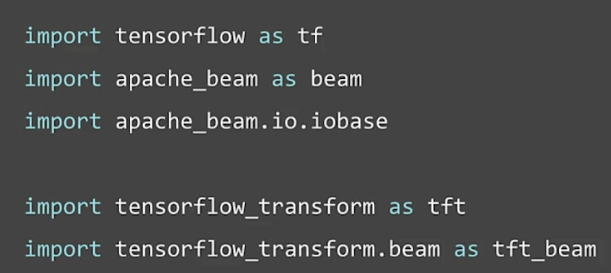 import tensorflow as tf
import apache_beam as beam
import apache_beam.io.iobase
import tensorflow_transform as tft
import tensorflow_transform.beam as tft_beam